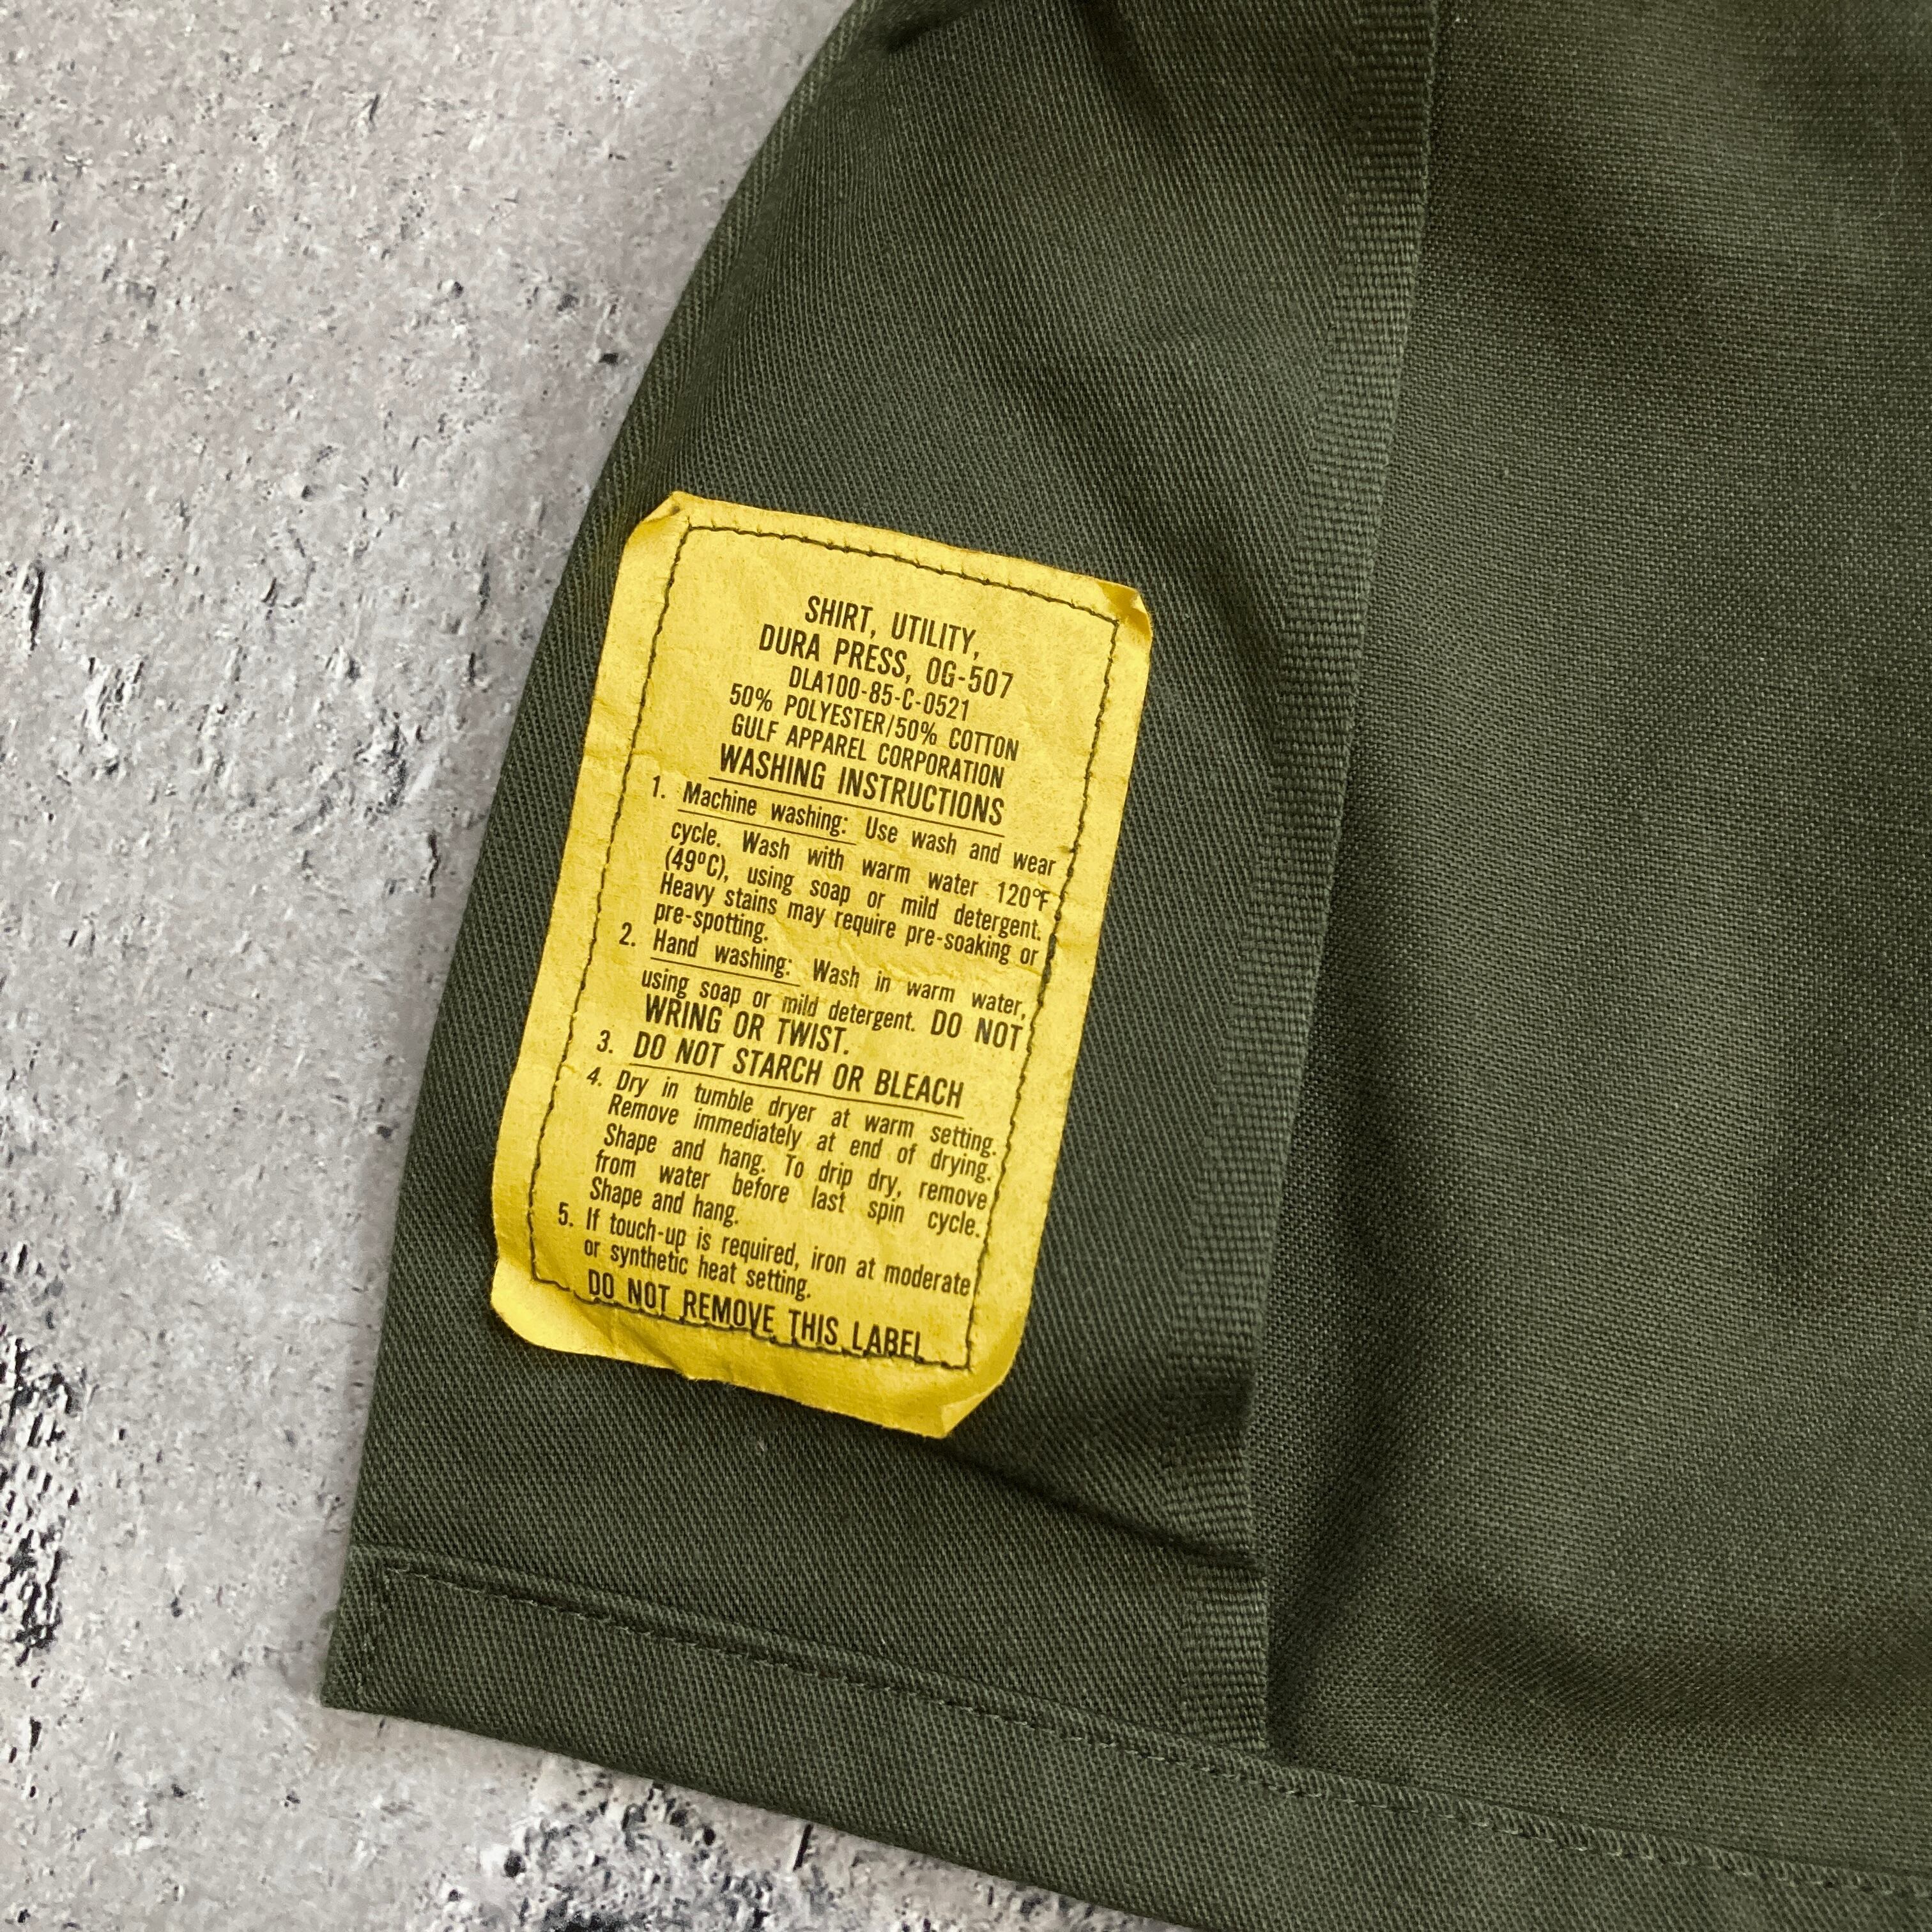 SHIRT, UTILITY,
DURA PRESS, OG-507
DLA100-85-C-0521
50% POLYESTER/50% COTTON
GULF APPAREL CORPORATION
WASHING INSTRUCTIONS
1. Machine washing: Use wash and wear
cycle. Wash with warm water 120°F
(49°C), using soap or mild detergent.
Heavy stains may require pre-soaking or
pre-spotting.
2. Hand washing: Wash in warm water,
using soap or mild detergent. DO NOT
WRING OR TWIST.
3. DO NOT STARCH OR BLEACH
4. Dry in tumble dryer at warm setting.
Remove immediately at end of drying.
Shape and hang. To drip dry, remove
from water before last spin cycle.
Shape and hang.
5. If touch-up is required, iron at moderate
or synthetic heat setting.
DO NOT REMOVE THIS LABEL